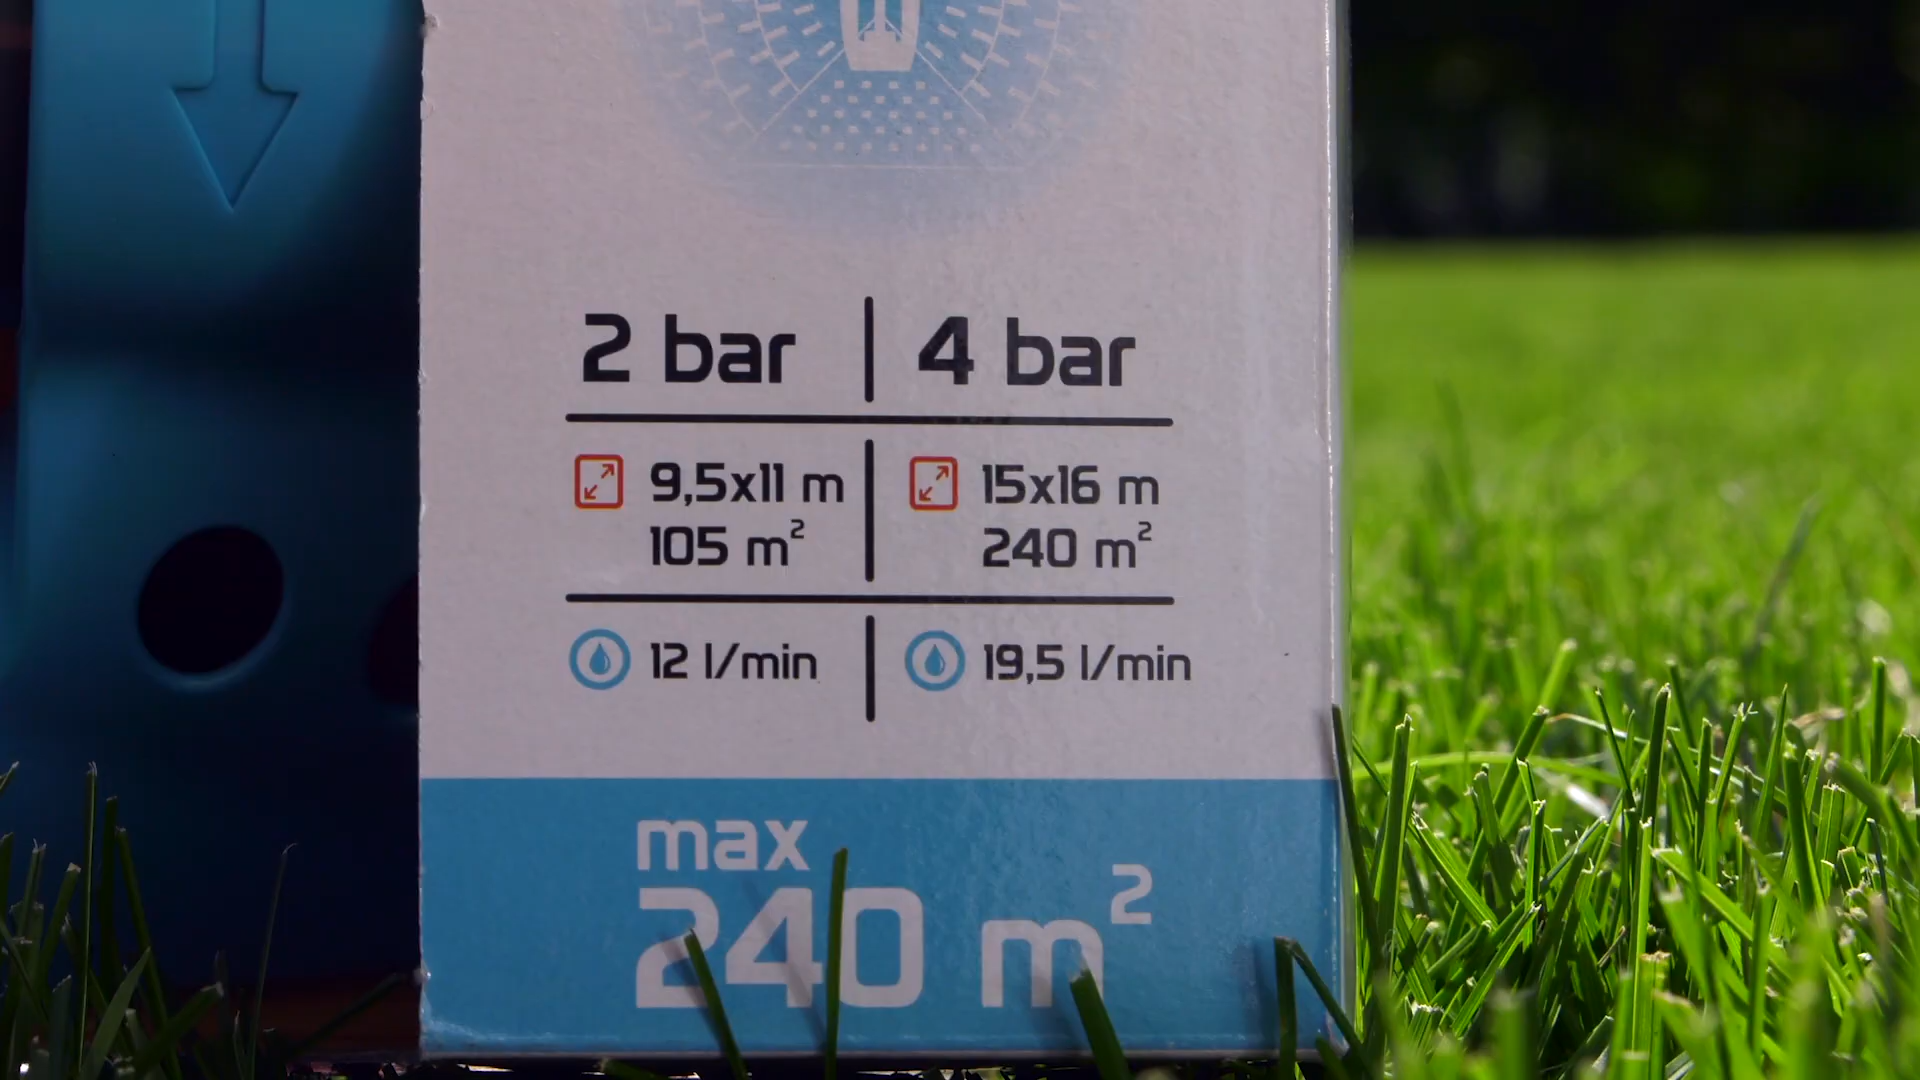 2 bar 4 bar
9,5x11 m 15x16 m
105 m² 240 m²
12 l/min 19,5 l/min
max
240 m²